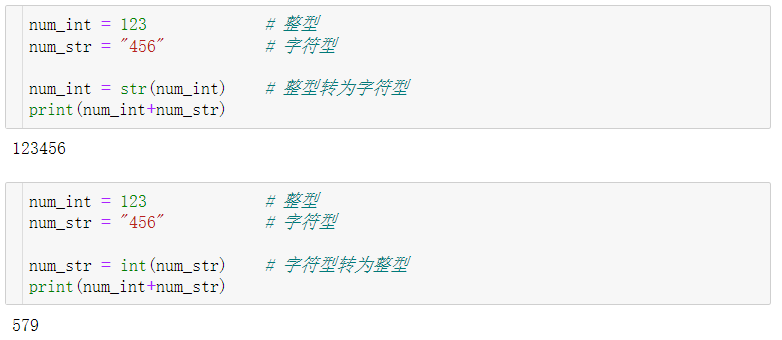 num_int = 123 # 整型
num_str = "456" # 字符型
num_int = str(num_int) # 整型转为字符型
print(num_int+num_str)
123456
num_int = 123 # 整型
num_str = "456" # 字符型
num_str = int(num_str) # 字符型转为整型
print(num_int+num_str)
579